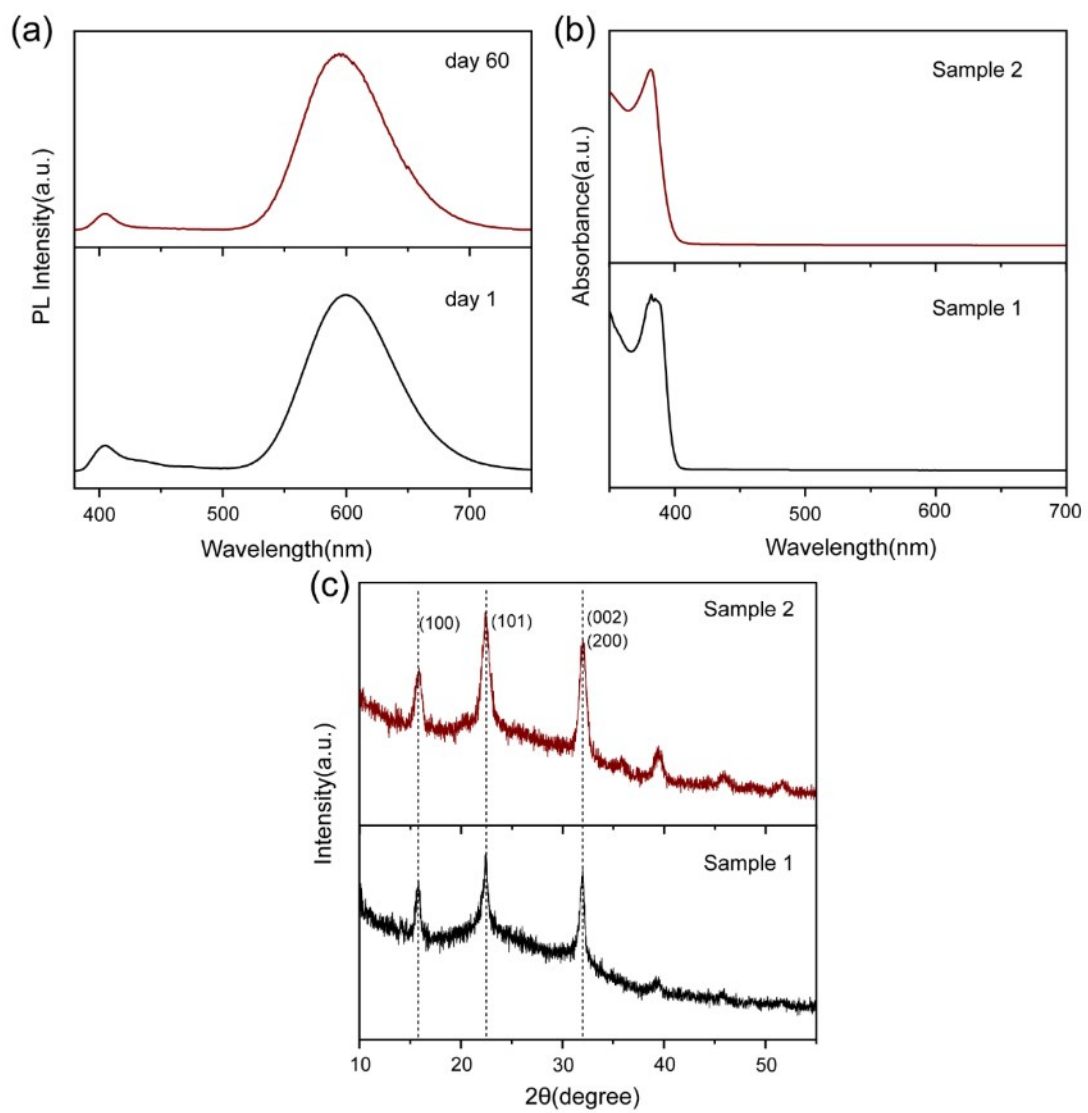 (a)
day 60
day 1
PL Intensity(a.u.)
400 500 600 700
Wavelength(nm)
(b)
Sample 2
Sample 1
Absorbance(a.u.)
400 500 600 700
Wavelength(nm)
(c)
Sample 2
(100) (101) (002)
(200)
Sample 1
Intensity(a.u.)
10 20 30 40 50
2θ(degree)